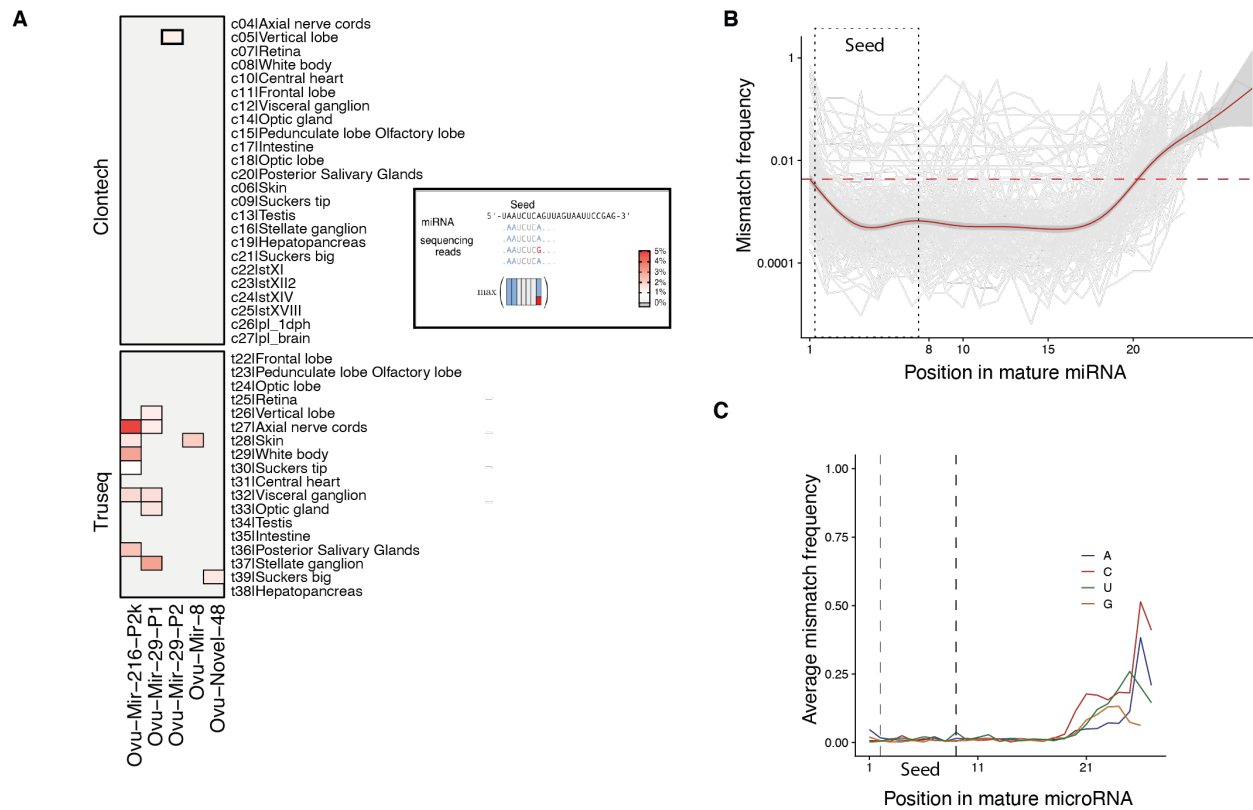 A
Clontech
c04|Axial nerve cords
c05|Vertical lobe
c07|Retina
c08|White body
c10|Central heart
c11|Frontal lobe
c12|Visceral ganglion
c14|Optic gland
c15|Pedunculate lobe Olfactory lobe
c17|Intestine
c18|Optic lobe
c20|Posterior Salivary Glands
c06|Skin
c09|Suckers tip
c13|Testis
c16|Stellate ganglion
c19|Hepatopancreas
c21|Suckers big
c22|stXI
c23|stXII2
c24|stXIV
c25|stXVIII
c26|pl_1dph
c27|pl_brain
Truseq
t22|Frontal lobe
t23|Pedunculate lobe Olfactory lobe
t24|Optic lobe
t25|Retina
t26|Vertical lobe
t27|Axial nerve cords
t28|Skin
t29|White body
t30|Suckers tip
t31|Central heart
t32|Visceral ganglion
t33|Optic gland
t34|Testis
t35|Intestine
t36|Posterior Salivary Glands
t37|Stellate ganglion
t39|Suckers big
t38|Hepatopancreas
Ovu-Mir-216-P2k
Ovu-Mir-29-P1
Ovu-Mir-29-P2
Ovu-Mir-8
Ovu-Novel-48
Seed
5'-UAAUCUCAGUUAGUAAUUCCGAG-3'
miRNA
.AAUCUCA...
sequencing
reads
.AAUCUCA...
.AAUCUCG...
.AAUCUCA...
max
5%
4%
3%
2%
1%
0%
B
Seed
Mismatch frequency
1
0.01
0.0001
1 8 10 15 20
Position in mature miRNA
C
Average mismatch frequency
1.00
0.75
0.50
0.25
0.00
A
C
U
G
1 Seed 11 21
Position in mature microRNA